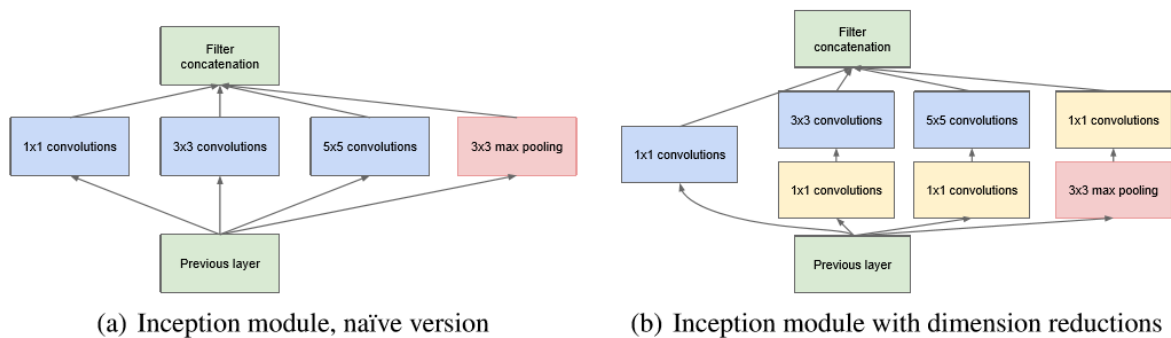 Filter
concatenation
1x1 convolutions
3x3 convolutions
5x5 convolutions
3x3 max pooling
Previous layer
(a) Inception module, naïve version
Filter
concatenation
3x3 convolutions
5x5 convolutions
1x1 convolutions
1x1 convolutions
1x1 convolutions
1x1 convolutions
3x3 max pooling
Previous layer
(b) Inception module with dimension reductions